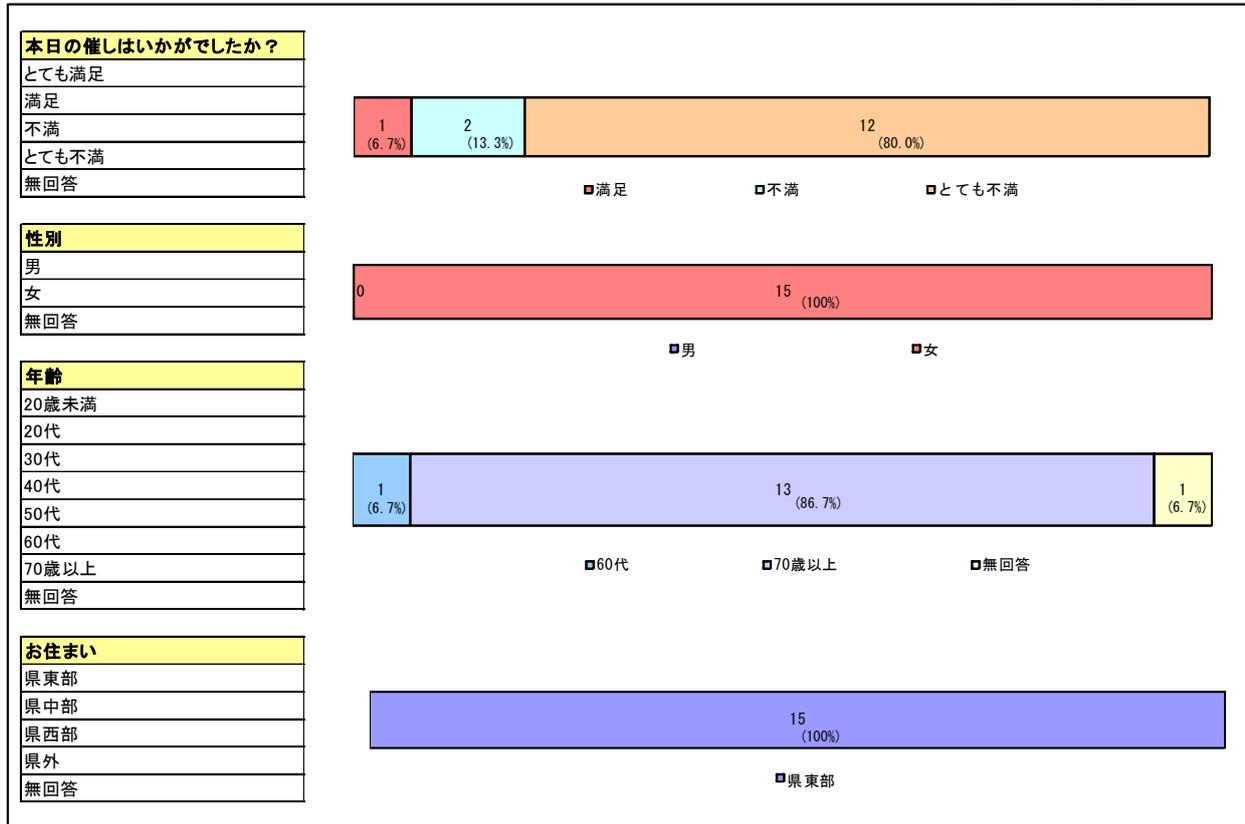 本日の催しはいかがでしたか？
とても満足
満足
不満
とても不満
無回答
1
(6.7%)
2
(13.3%)
12
(80.0%)
満足 不満 とても不満
性別
男
女
無回答
0
15
(100%)
男 女
年齢
20歳未満
20代
30代
40代
50代
60代
70歳以上
無回答
1
(6.7%)
13
(86.7%)
1
(6.7%)
60代 70歳以上 無回答
お住まい
県東部
県中部
県西部
県外
無回答
15
(100%)
県東部